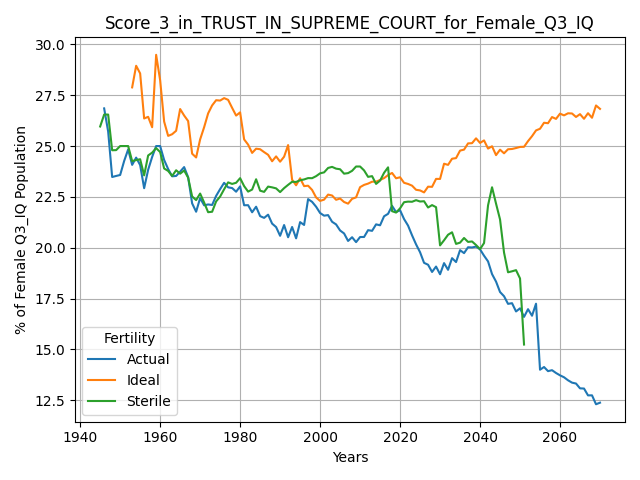 Score_3_in_TRUST_IN_SUPREME_COURT_for_Female_Q3_IQ
% of Female Q3_IQ Population
30.0
27.5
25.0
22.5
20.0
17.5
15.0
12.5
Fertility
Actual
Ideal
Sterile
1940
1960
1980
2000
2020
2040
2060
Years